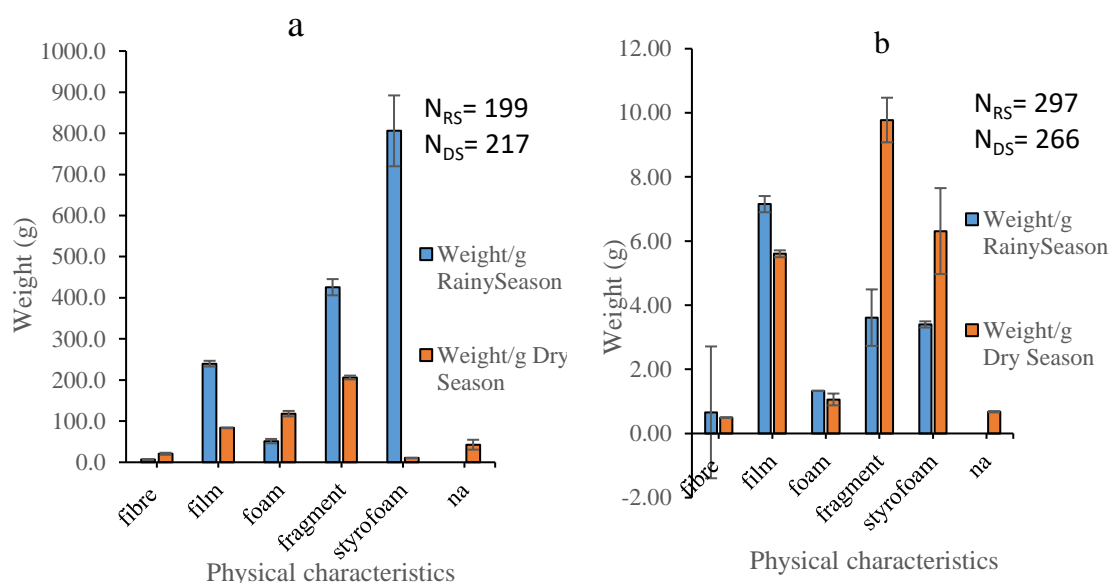 a
1000.0
900.0
800.0
700.0
600.0
500.0
400.0
300.0
200.0
100.0
0.0
Weight (g)
NRS= 199
NDS= 217
Weight/g
RainySeason
Weight/g Dry
Season
fibre
film
foam
fragment
styrofoam
na
Physical characteristics
b
12.00
10.00
8.00
6.00
4.00
2.00
0.00
-2.00
Weight (g)
NRS= 297
NDS= 266
Weight/g
RainySeason
Weight/g
Dry Season
fibre
film
foam
fragment
styrofoam
na
Physical characteristics